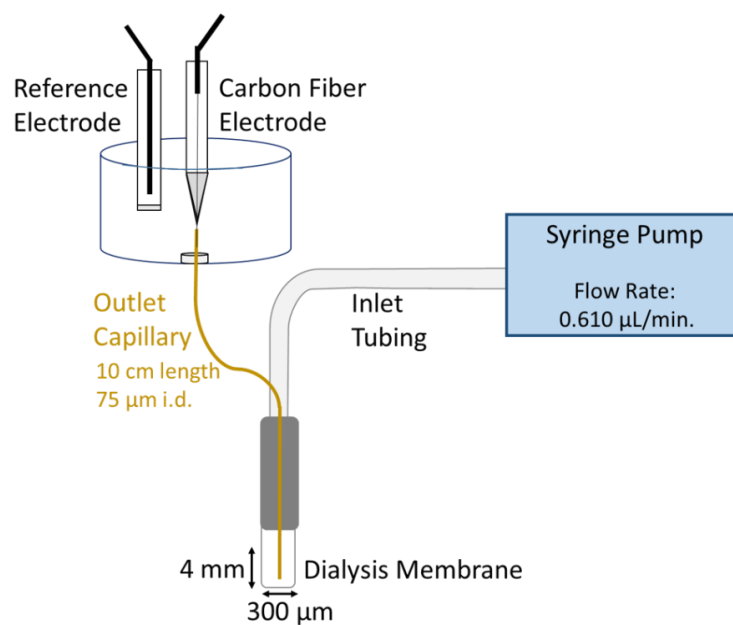 Reference
Electrode
Carbon Fiber
Electrode
Syringe Pump
Flow Rate:
0.610 µL/min.
Inlet
Tubing
Outlet
Capillary
10 cm length
75 µm i.d.
4 mm
Dialysis Membrane
300 µm